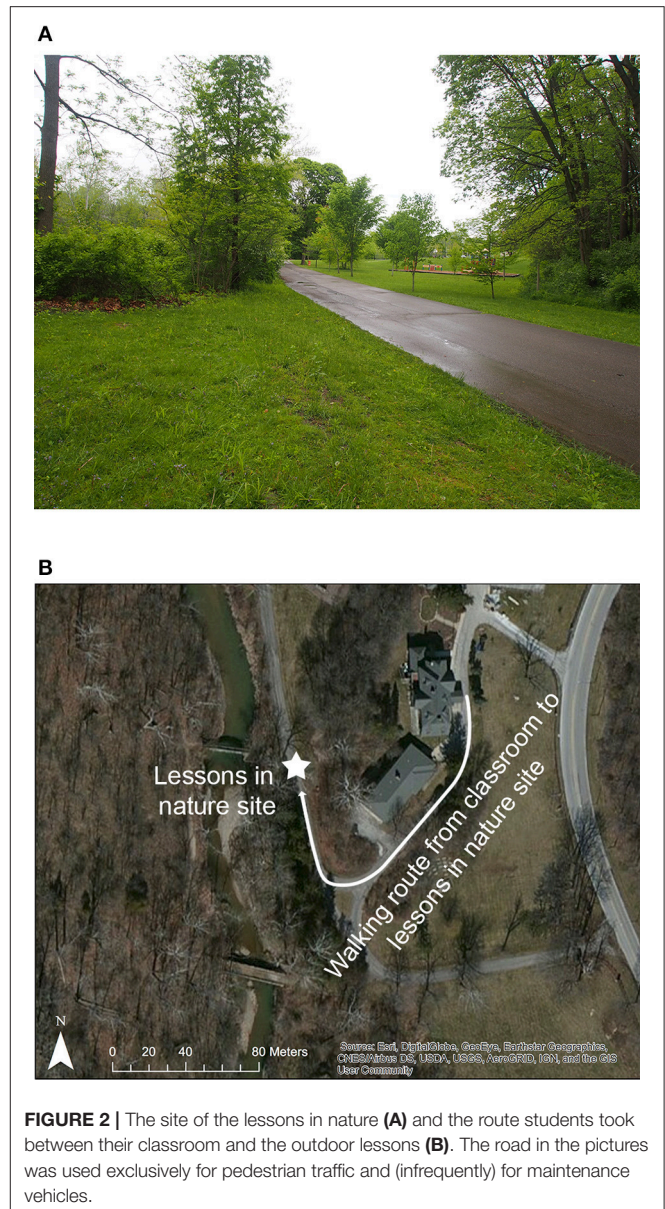 A
B
Lessons in
nature site
Walking route from classroom to
lessons in nature site
N
0 20 40 80 Meters
Source: Esri, DigitalGlobe, GeoEye, Earthstar Geographics,
CNES/Airbus DS, USDA, USGS, AeroGRID, IGN, and the GIS
User Community
FIGURE 2 | The site of the lessons in nature (A) and the route students took
between their classroom and the outdoor lessons (B). The road in the pictures
was used exclusively for pedestrian traffic and (infrequently) for maintenance
vehicles.